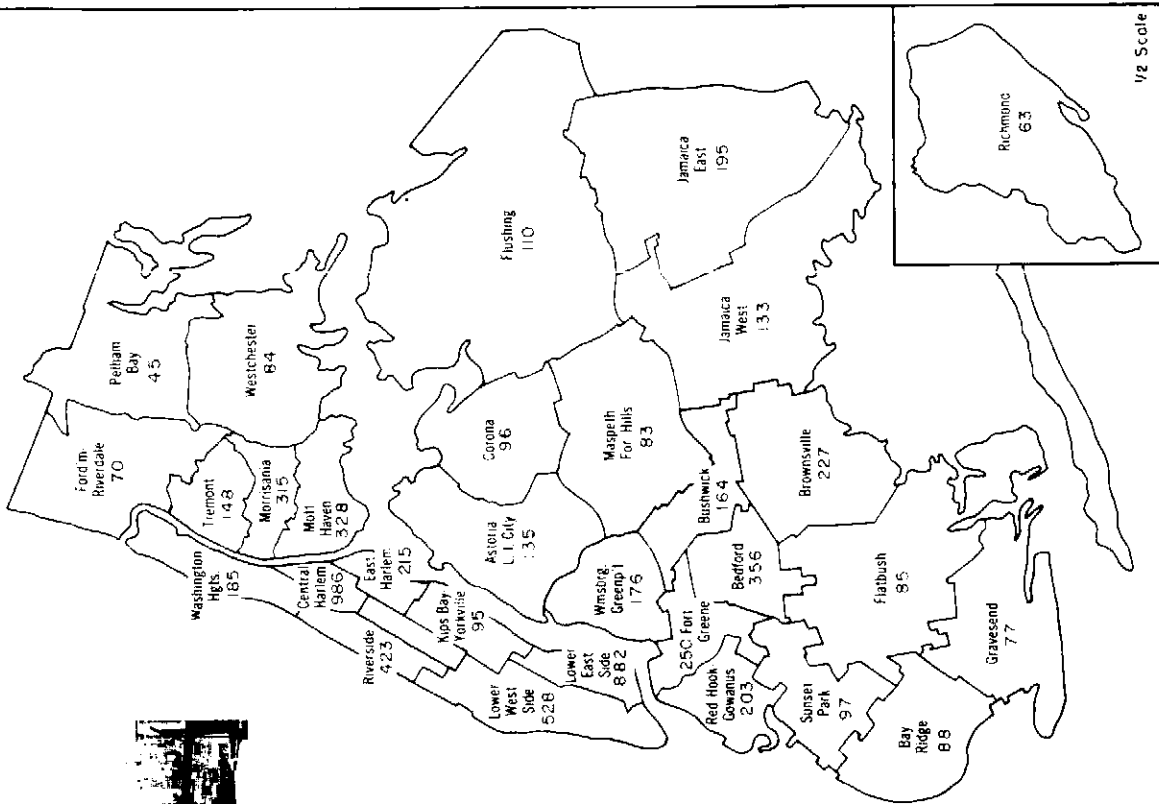 Pelham
Bay
45
Fordm-
Riverdale
70
Westchester
84
Tremont
148
Morrisania
315
Mott
Haven
328
Washington
Hgts.
185
Central
Harlem
986
East
Harlem
215
Riverside
423
Kips Bay
Yorkville
95
Lower
West
Side
528
Lower
East
Side
882
Flushing
110
Corona
96
Astoria
L.I. City
135
Maspeth
For Hills
83
Jamaica
East
195
Jamaica
West
133
Wmsbrg.
Greenp't
176
Bushwick
164
Brownsville
227
Bedford
356
250 Fort
Greene
Red Hook
Gowanus
203
Sunset
Park
97
Flatbush
85
Bay
Ridge
88
Gravesend
77
Richmond
63
1/2 Scale